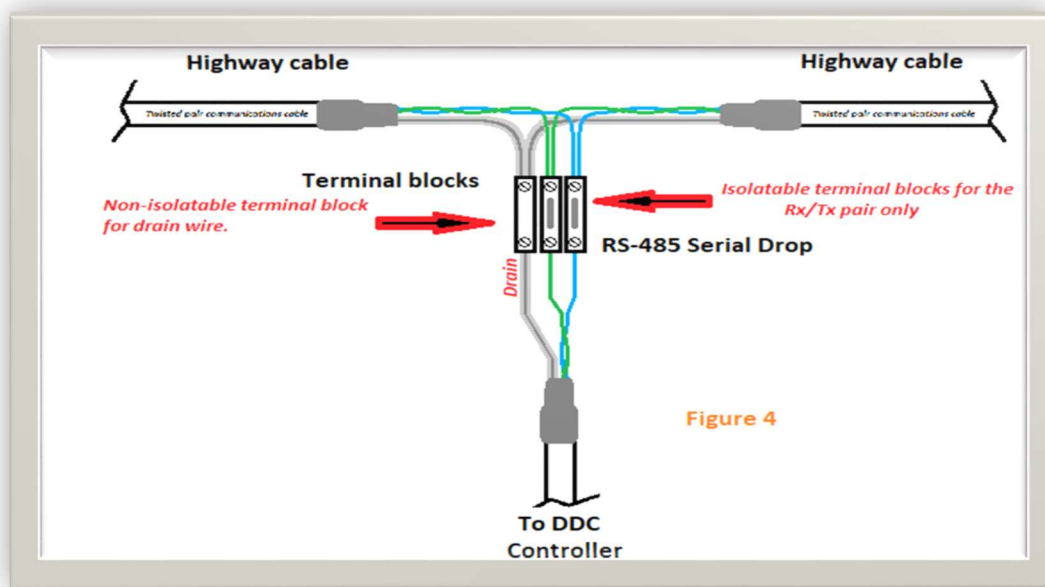 Highway cable
Highway cable
Twisted pair communications cable
Twisted pair communications cable
Terminal blocks
Non-isolatable terminal block
for drain wire.
Isolatable terminal blocks for the
Rx/Tx pair only
RS-485 Serial Drop
Drain
Figure 4
To DDC
Controller